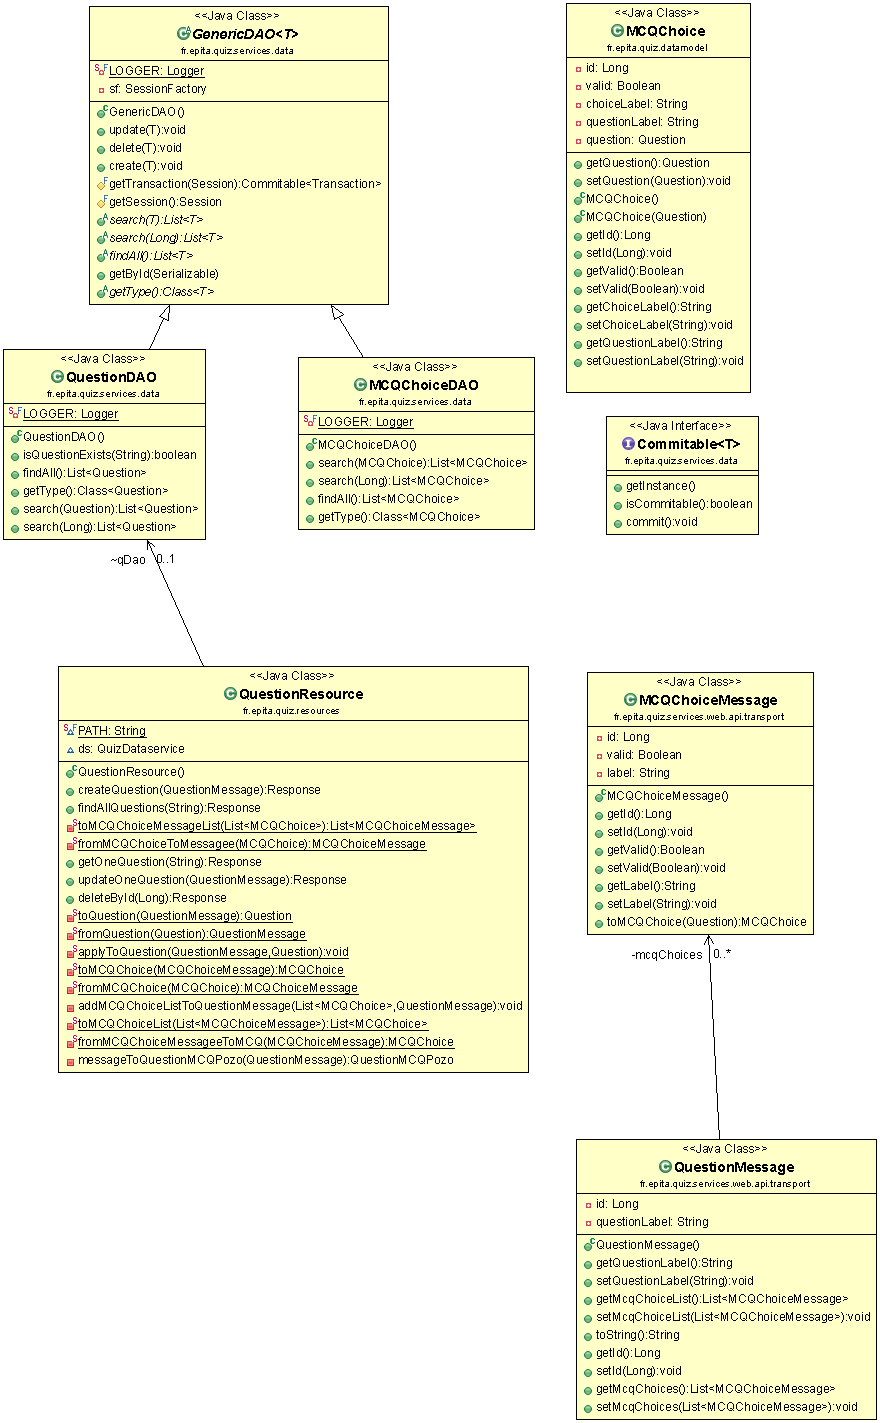 <<Java Class>>
GenericDAO<T>
fr.epita.quiz.services.data
LOGGER: Logger
sf: SessionFactory
GenericDAO()
update(T):void
delete(T):void
create(T):void
getTransaction(Session):Commitable<Transaction>
getSession():Session
search(T):List<T>
search(Long):List<T>
findAll():List<T>
getById(Serializable)
getType():Class<T>
<<Java Class>>
MCQChoice
fr.epita.quiz.datamodel
id: Long
valid: Boolean
choiceLabel: String
questionLabel: String
question: Question
getQuestion():Question
setQuestion(Question):void
MCQChoice()
MCQChoice(Question)
getId():Long
setId(Long):void
getValid():Boolean
setValid(Boolean):void
getChoiceLabel():String
setChoiceLabel(String):void
getQuestionLabel():String
setQuestionLabel(String):void
<<Java Class>>
QuestionDAO
fr.epita.quiz.services.data
LOGGER: Logger
QuestionDAO()
isQuestionExists(String):boolean
findAll():List<Question>
getType():Class<Question>
search(Question):List<Question>
search(Long):List<Question>
<<Java Class>>
MCQChoiceDAO
fr.epita.quiz.services.data
LOGGER: Logger
MCQChoiceDAO()
search(MCQChoice):List<MCQChoice>
search(Long):List<MCQChoice>
findAll():List<MCQChoice>
getType():Class<MCQChoice>
<<Java Interface>>
Commitable<T>
fr.epita.quiz.services.data
getInstance()
isCommitable():boolean
commit():void
~qDao 0..1
<<Java Class>>
QuestionResource
fr.epita.quiz.resources
PATH: String
ds: QuizDataservice
QuestionResource()
createQuestion(QuestionMessage):Response
findAllQuestions(String):Response
toMCQChoiceMessageList(List<MCQChoice>):List<MCQChoiceMessage>
fromMCQChoiceToMessagee(MCQChoice):MCQChoiceMessage
getOneQuestion(String):Response
updateOneQuestion(QuestionMessage):Response
deleteById(Long):Response
toQuestion(QuestionMessage):Question
fromQuestion(Question):QuestionMessage
applyToQuestion(QuestionMessage,Question):void
toMCQChoice(MCQChoiceMessage):MCQChoice
fromMCQChoice(MCQChoice):MCQChoiceMessage
addMCQChoiceListToQuestionMessage(List<MCQChoice>,QuestionMessage):void
toMCQChoiceList(List<MCQChoiceMessage>):List<MCQChoice>
fromMCQChoiceMessageeToMCQ(MCQChoiceMessage):MCQChoice
messageToQuestionMCQPozo(QuestionMessage):QuestionMCQPozo
<<Java Class>>
MCQChoiceMessage
fr.epita.quiz.services.web.api.transport
id: Long
valid: Boolean
label: String
MCQChoiceMessage()
getId():Long
setId(Long):void
getValid():Boolean
setValid(Boolean):void
getLabel():String
setLabel(String):void
toMCQChoice(Question):MCQChoice
-mcqChoices 0..*
<<Java Class>>
QuestionMessage
fr.epita.quiz.services.web.api.transport
id: Long
questionLabel: String
QuestionMessage()
getQuestionLabel():String
setQuestionLabel(String):void
getMcqChoiceList():List<MCQChoiceMessage>
setMcqChoiceList(List<MCQChoiceMessage>):void
toString():String
getId():Long
setId(Long):void
getMcqChoices():List<MCQChoiceMessage>
setMcqChoices(List<MCQChoiceMessage>):void